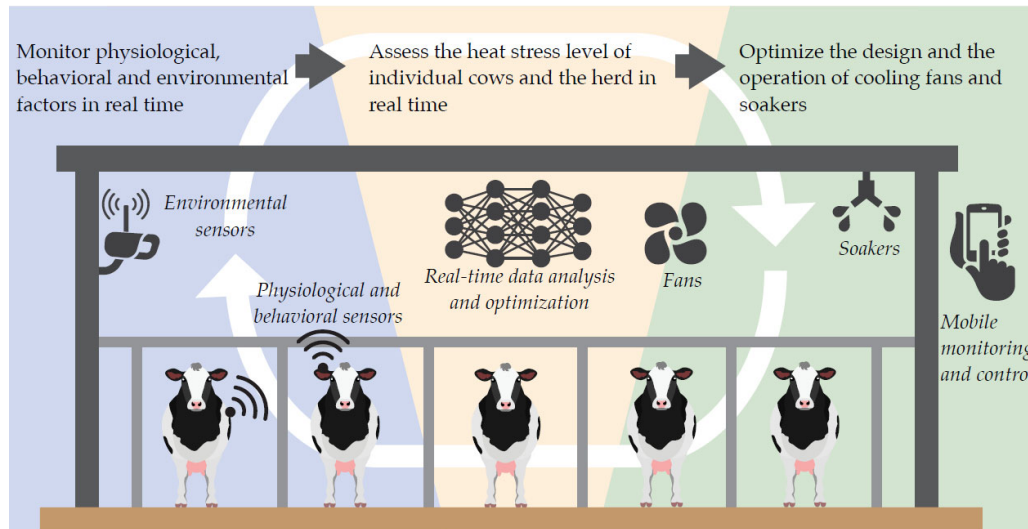 Monitor physiological,
behavioral and environmental
factors in real time
Assess the heat stress level of
individual cows and the herd in
real time
Optimize the design and the
operation of cooling fans and
soakers
Environmental
sensors
Physiological and
behavioral sensors
Real-time data analysis
and optimization
Fans
Soakers
Mobile
monitoring
and control